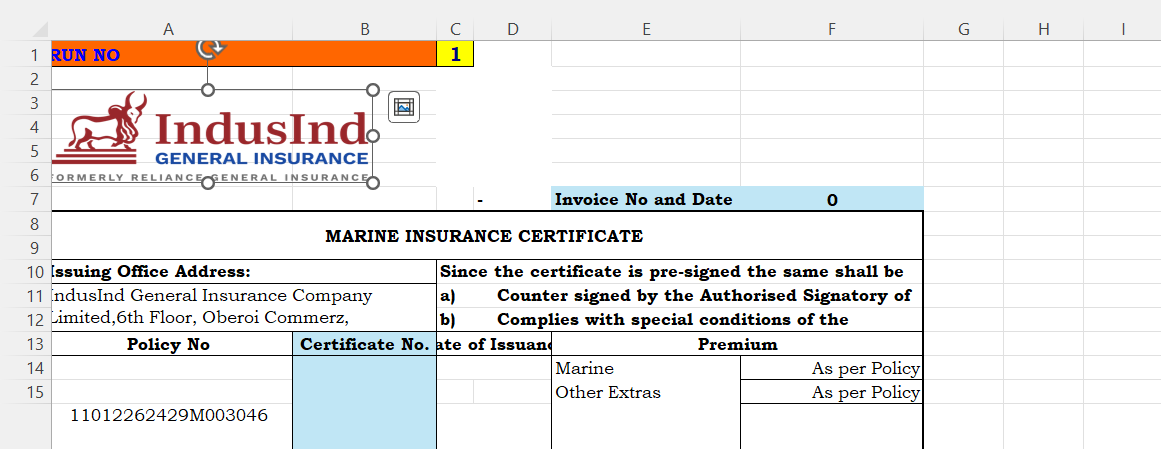 A B C D E F G H I
1 RUN NO 1
2
3
4 IndusInd
5 GENERAL INSURANCE
6 FORMERLY RELIANCE GENERAL INSURANCE
7 - Invoice No and Date 0
8
MARINE INSURANCE CERTIFICATE
9
10 Issuing Office Address: Since the certificate is pre-signed the same shall be
11 IndusInd General Insurance Company a) Counter signed by the Authorised Signatory of
12 Limited,6th Floor, Oberoi Commerz, b) Complies with special conditions of the
13 Policy No Certificate No. ate of Issuanc Premium
14 Marine As per Policy
15 Other Extras As per Policy
11012262429M003046